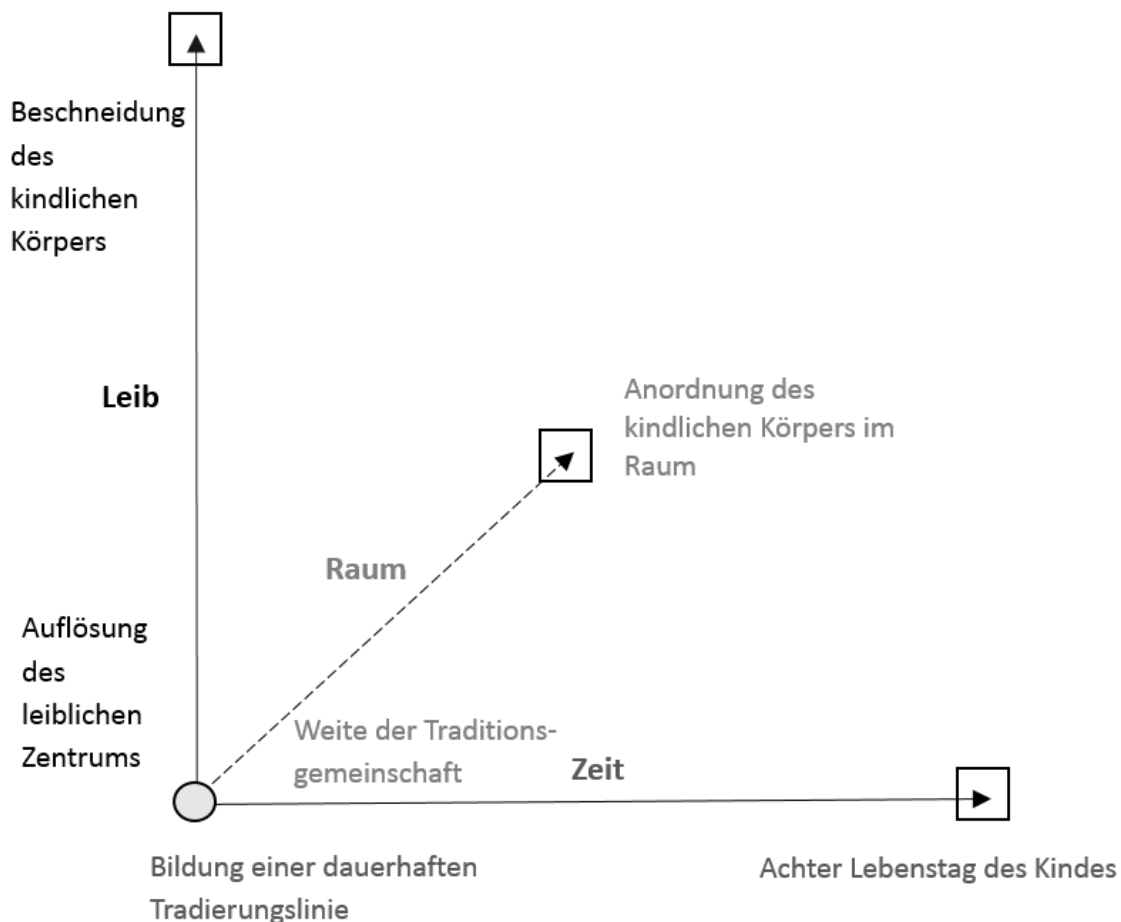 Beschneidung
des
kindlichen
Körpers
Leib
Anordnung des
kindlichen Körpers im
Raum
Raum
Auflösung
des
leiblichen
Zentrums
Weite der Traditions-
gemeinschaft
Zeit
Bildung einer dauerhaften
Tradierungslinie
Achter Lebenstag des Kindes